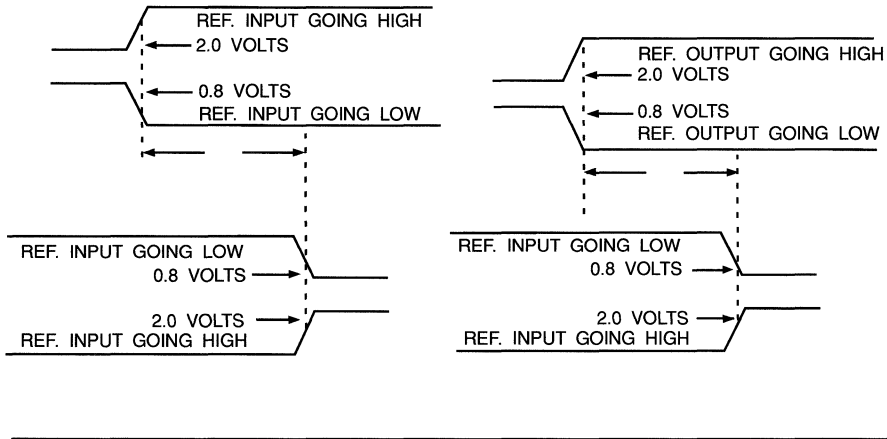 REF. INPUT GOING HIGH
2.0 VOLTS
0.8 VOLTS
REF. INPUT GOING LOW
REF. OUTPUT GOING HIGH
2.0 VOLTS
0.8 VOLTS
REF. OUTPUT GOING LOW
REF. INPUT GOING LOW
0.8 VOLTS
2.0 VOLTS
REF. INPUT GOING HIGH
REF. INPUT GOING LOW
0.8 VOLTS
2.0 VOLTS
REF. INPUT GOING HIGH